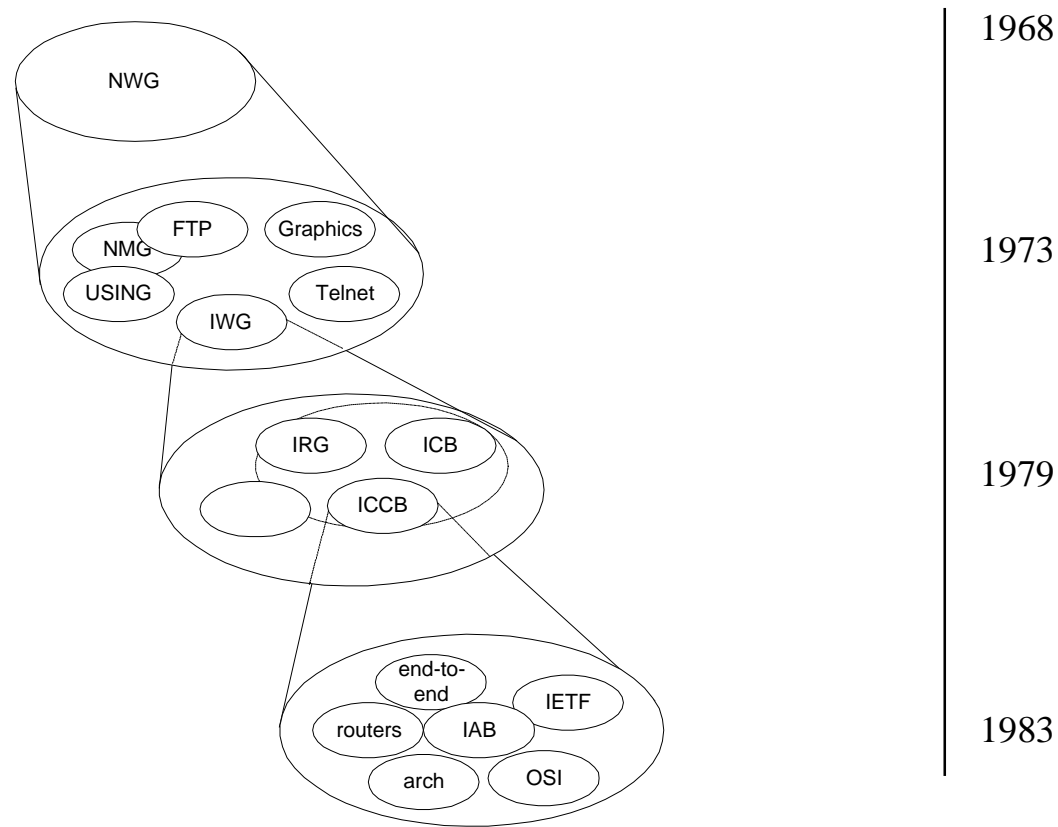 1968
NWG
FTP
Graphics
NMG
1973
USING
Telnet
IWG
IRG
ICB
1979
ICCB
end-to-
end
IETF
routers
IAB
1983
arch
OSI